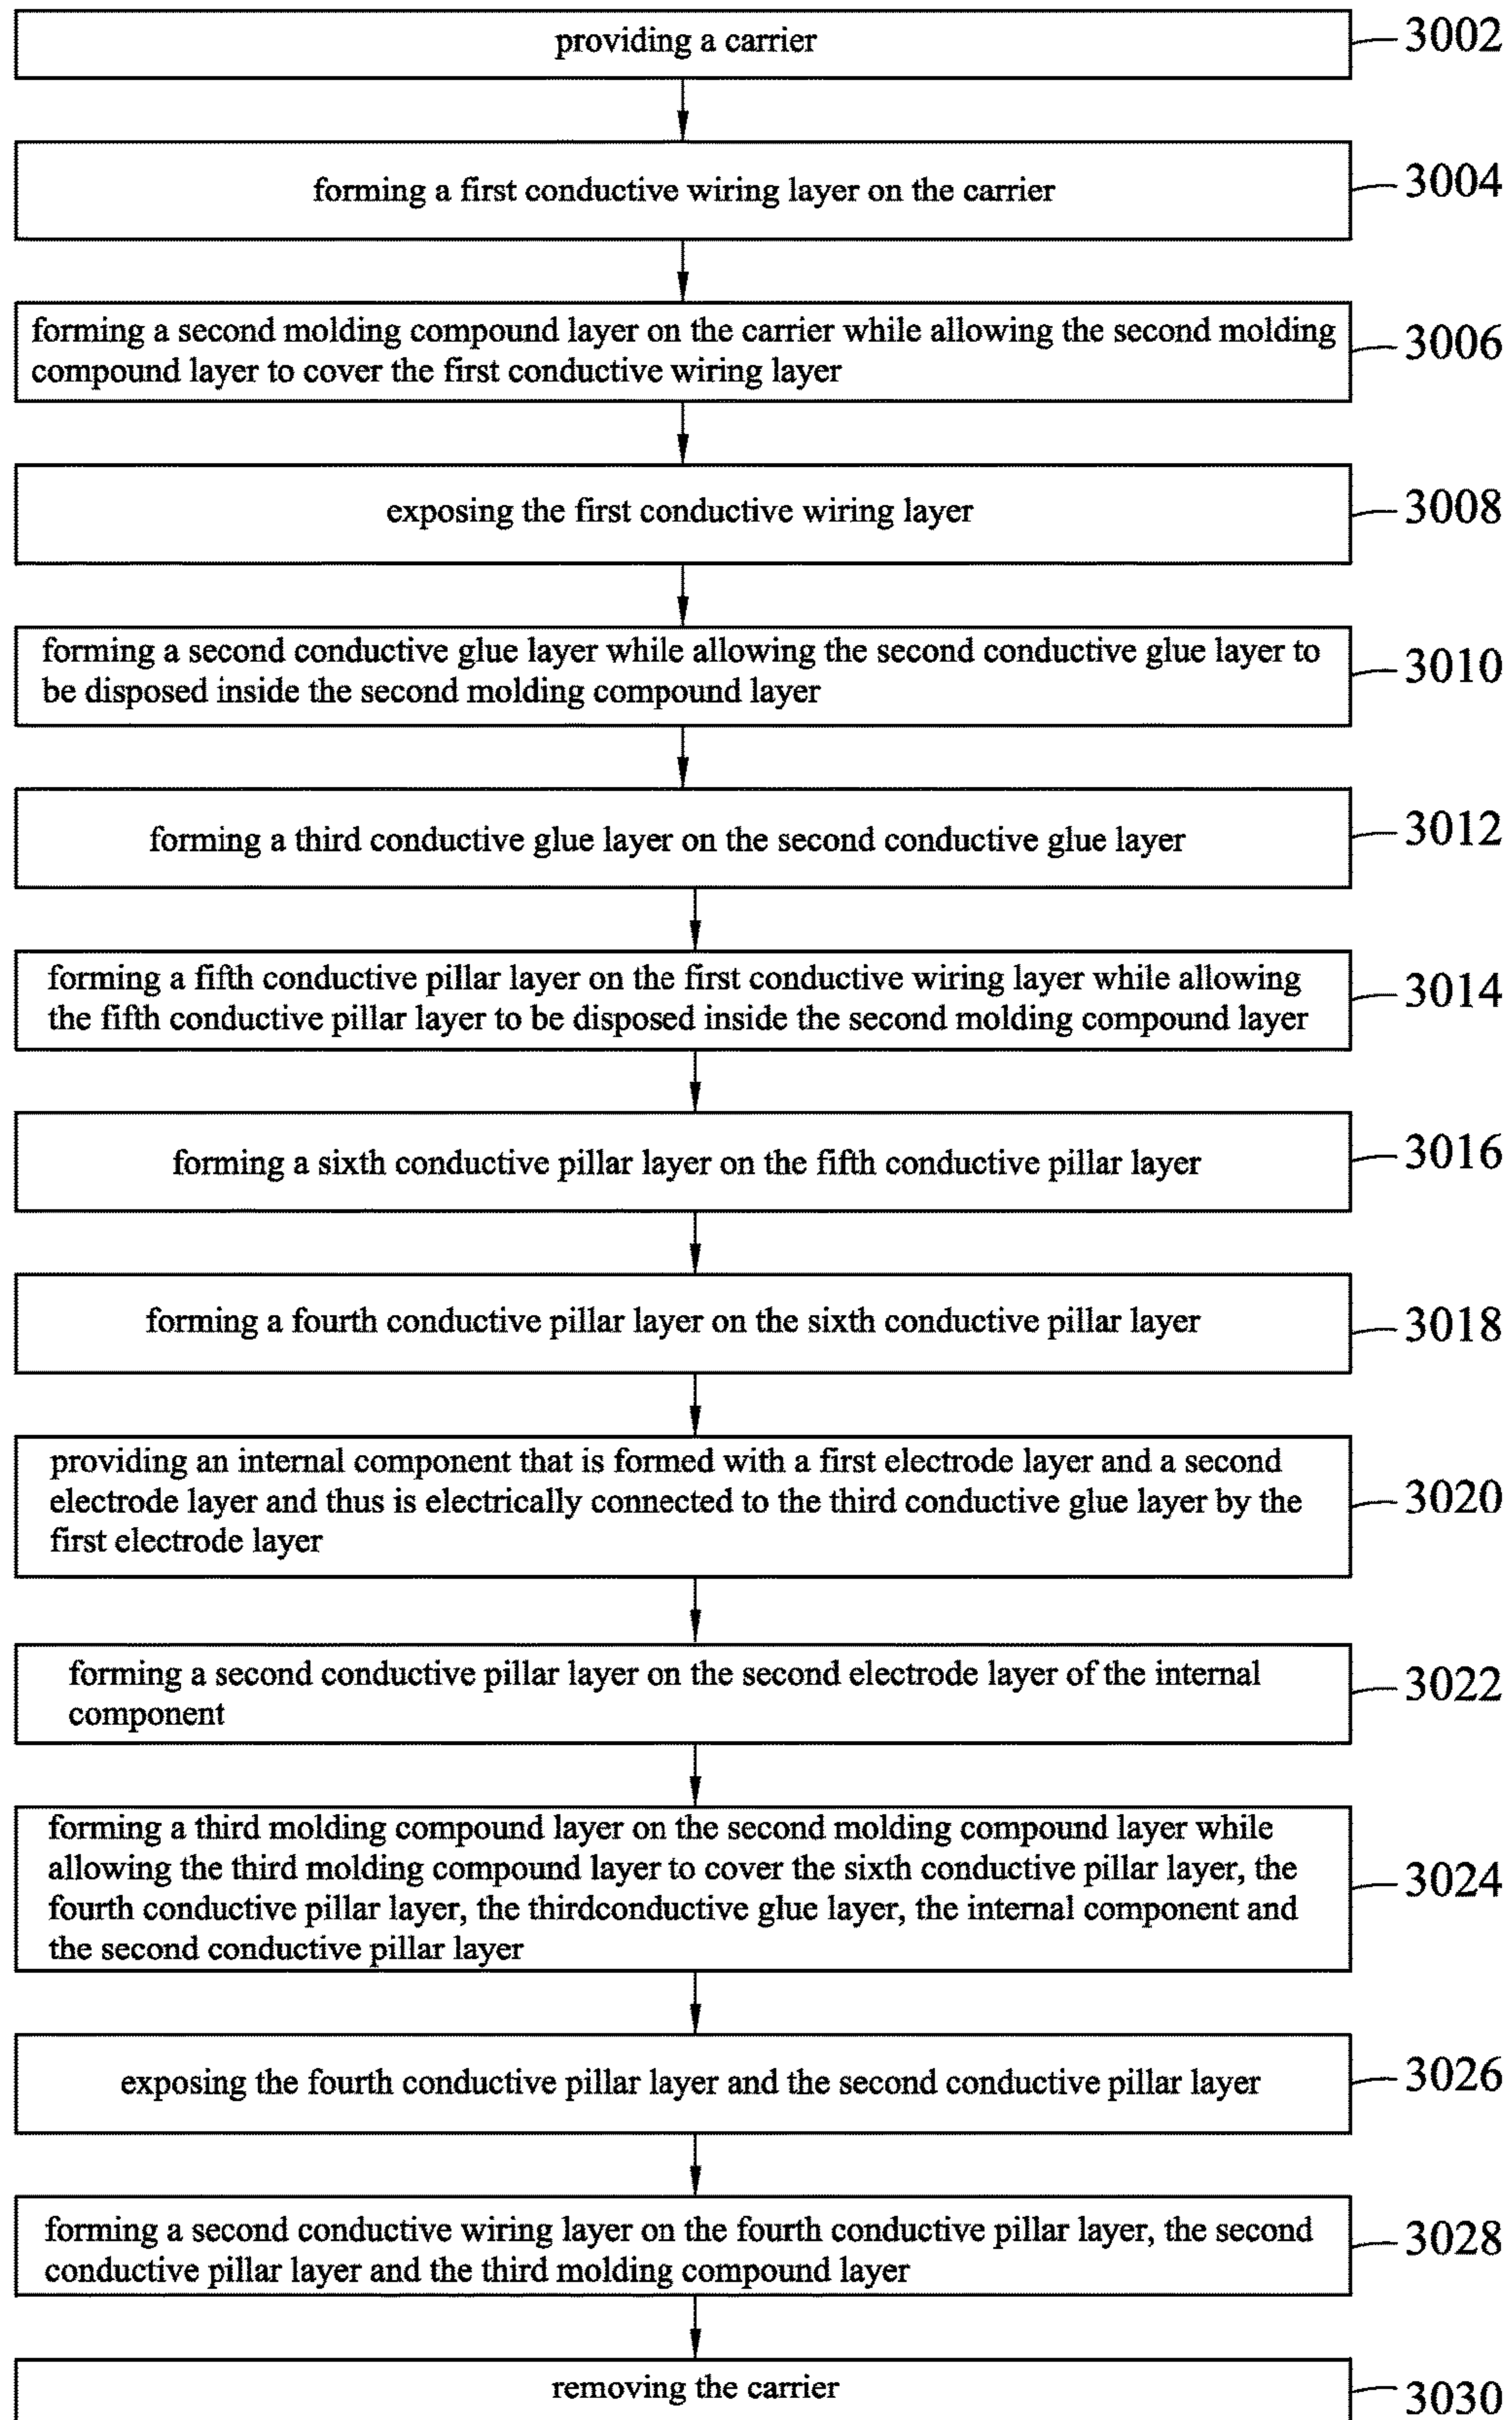 providing a carrier
3002
forming a first conductive wiring layer on the carrier
3004
forming a second molding compound layer on the carrier while allowing the second molding
compound layer to cover the first conductive wiring layer
3006
exposing the first conductive wiring layer
3008
forming a second conductive glue layer while allowing the second conductive glue layer to
be disposed inside the second molding compound layer
3010
forming a third conductive glue layer on the second conductive glue layer
3012
forming a fifth conductive pillar layer on the first conductive wiring layer while allowing
the fifth conductive pillar layer to be disposed inside the second molding compound layer
3014
forming a sixth conductive pillar layer on the fifth conductive pillar layer
3016
forming a fourth conductive pillar layer on the sixth conductive pillar layer
3018
providing an internal component that is formed with a first electrode layer and a second
electrode layer and thus is electrically connected to the third conductive glue layer by the
first electrode layer
3020
forming a second conductive pillar layer on the second electrode layer of the internal
component
3022
forming a third molding compound layer on the second molding compound layer while
allowing the third molding compound layer to cover the sixth conductive pillar layer, the
fourth conductive pillar layer, the thirdconductive glue layer, the internal component and
the second conductive pillar layer
3024
exposing the fourth conductive pillar layer and the second conductive pillar layer
3026
forming a second conductive wiring layer on the fourth conductive pillar layer, the second
conductive pillar layer and the third molding compound layer
3028
removing the carrier
3030